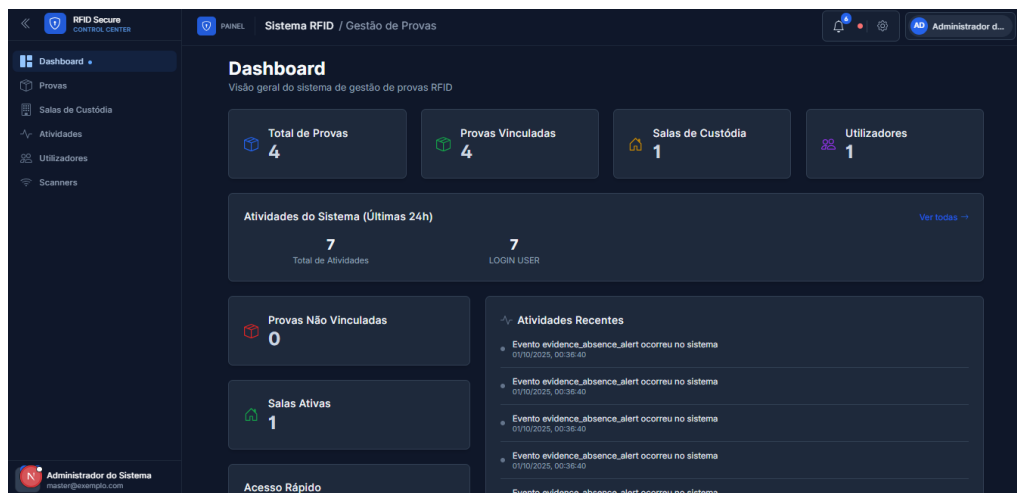 RFID Secure
CONTROL CENTER
Dashboard
Provas
Salas de Custódia
Atividades
Utilizadores
Scanners
N
Administrador do Sistema
master@exemplo.com
PAINEL
Sistema RFID / Gestão de Provas
AD
Administrador d...
Dashboard
Visão geral do sistema de gestão de provas RFID
Total de Provas
4
Provas Vinculadas
4
Salas de Custódia
1
Utilizadores
1
Atividades do Sistema (Últimas 24h)
Ver todas →
7
Total de Atividades
7
LOGIN USER
Provas Não Vinculadas
0
Salas Ativas
1
Acesso Rápido
Atividades Recentes
Evento evidence_absence_alert ocorreu no sistema
01/10/2025, 00:36:40
Evento evidence_absence_alert ocorreu no sistema
01/10/2025, 00:36:40
Evento evidence_absence_alert ocorreu no sistema
01/10/2025, 00:36:40
Evento evidence_absence_alert ocorreu no sistema
01/10/2025, 00:36:40
Evento evidence_absence_alert ocorreu no sistema